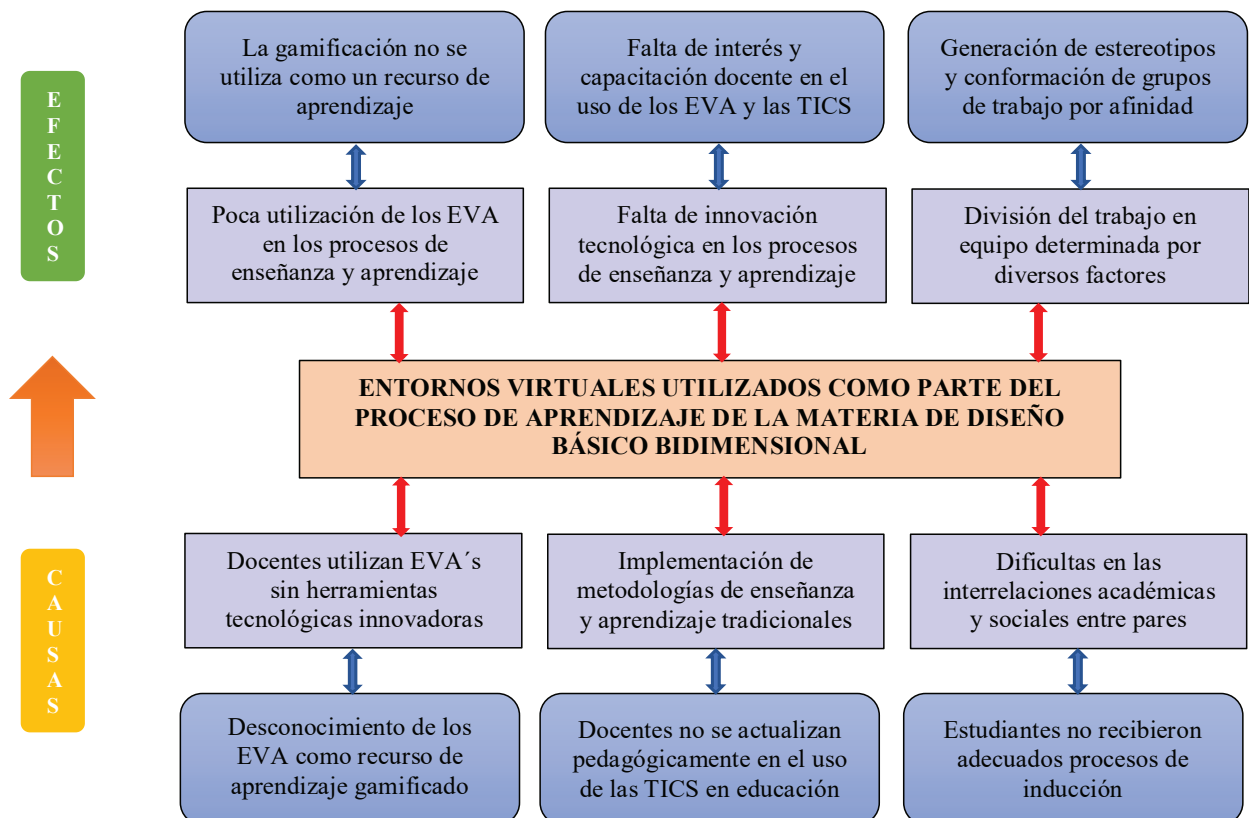 E
F
E
C
T
O
S
La gamificación no se
utiliza como un recurso de
aprendizaje
Falta de interés y
capacitación docente en el
uso de los EVA y las TICS
Generación de estereotipos
y conformación de grupos
de trabajo por afinidad
Poca utilización de los EVA
en los procesos de
enseñanza y aprendizaje
Falta de innovación
tecnológica en los procesos
de enseñanza y aprendizaje
División del trabajo en
equipo determinada por
diversos factores
ENTORNOS VIRTUALES UTILIZADOS COMO PARTE DEL
PROCESO DE APRENDIZAJE DE LA MATERIA DE DISEÑO
BÁSICO BIDIMENSIONAL
C
A
U
S
A
S
Docentes utilizan EVA´s
sin herramientas
tecnológicas innovadoras
Implementación de
metodologías de enseñanza
y aprendizaje tradicionales
Dificultas en las
interrelaciones académicas
y sociales entre pares
Desconocimiento de los
EVA como recurso de
aprendizaje gamificado
Docentes no se actualizan
pedagógicamente en el uso
de las TICS en educación
Estudiantes no recibieron
adecuados procesos de
inducción